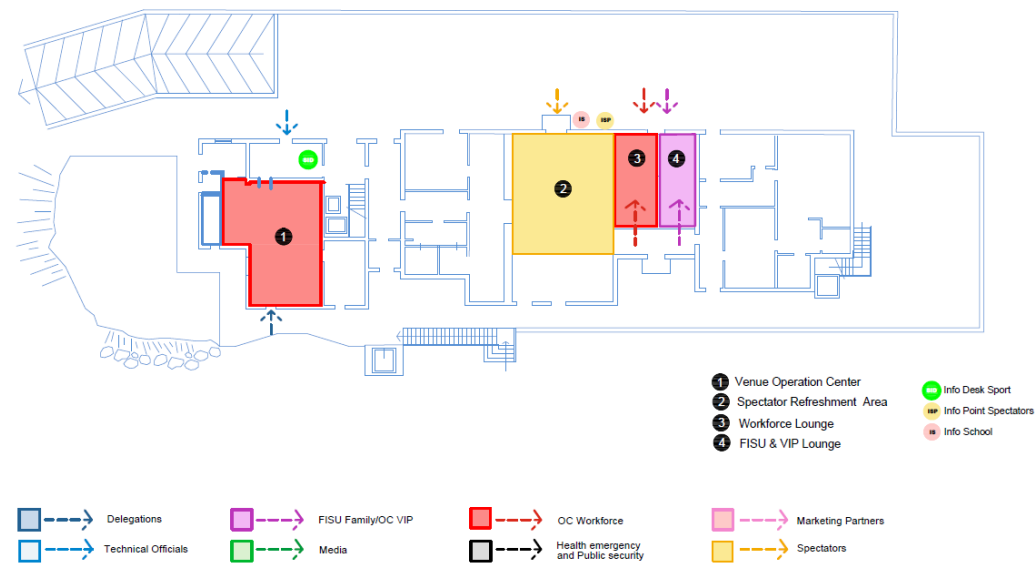 IS
ISP
SID
3
4
2
1
1 Venue Operation Center
2 Spectator Refreshment Area
3 Workforce Lounge
4 FISU & VIP Lounge
SID Info Desk Sport
ISP Info Point Spectators
IS Info School
Delegations
FISU Family/OC VIP
OC Workforce
Marketing Partners
Technical Officials
Media
Health emergency
and Public security
Spectators